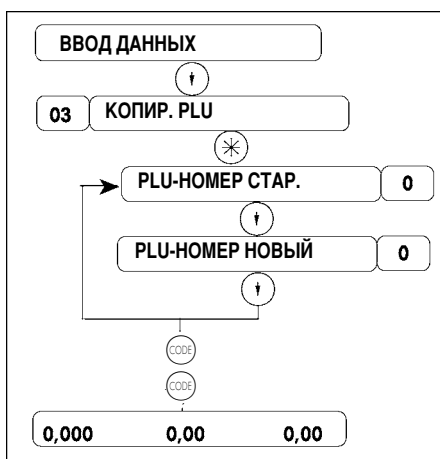 ВВОД ДАННЫХ
03 КОПИР. PLU
PLU-НОМЕР СТАР. 0
PLU-НОМЕР НОВЫЙ 0
CODE
CODE
0,000 0,00 0,00